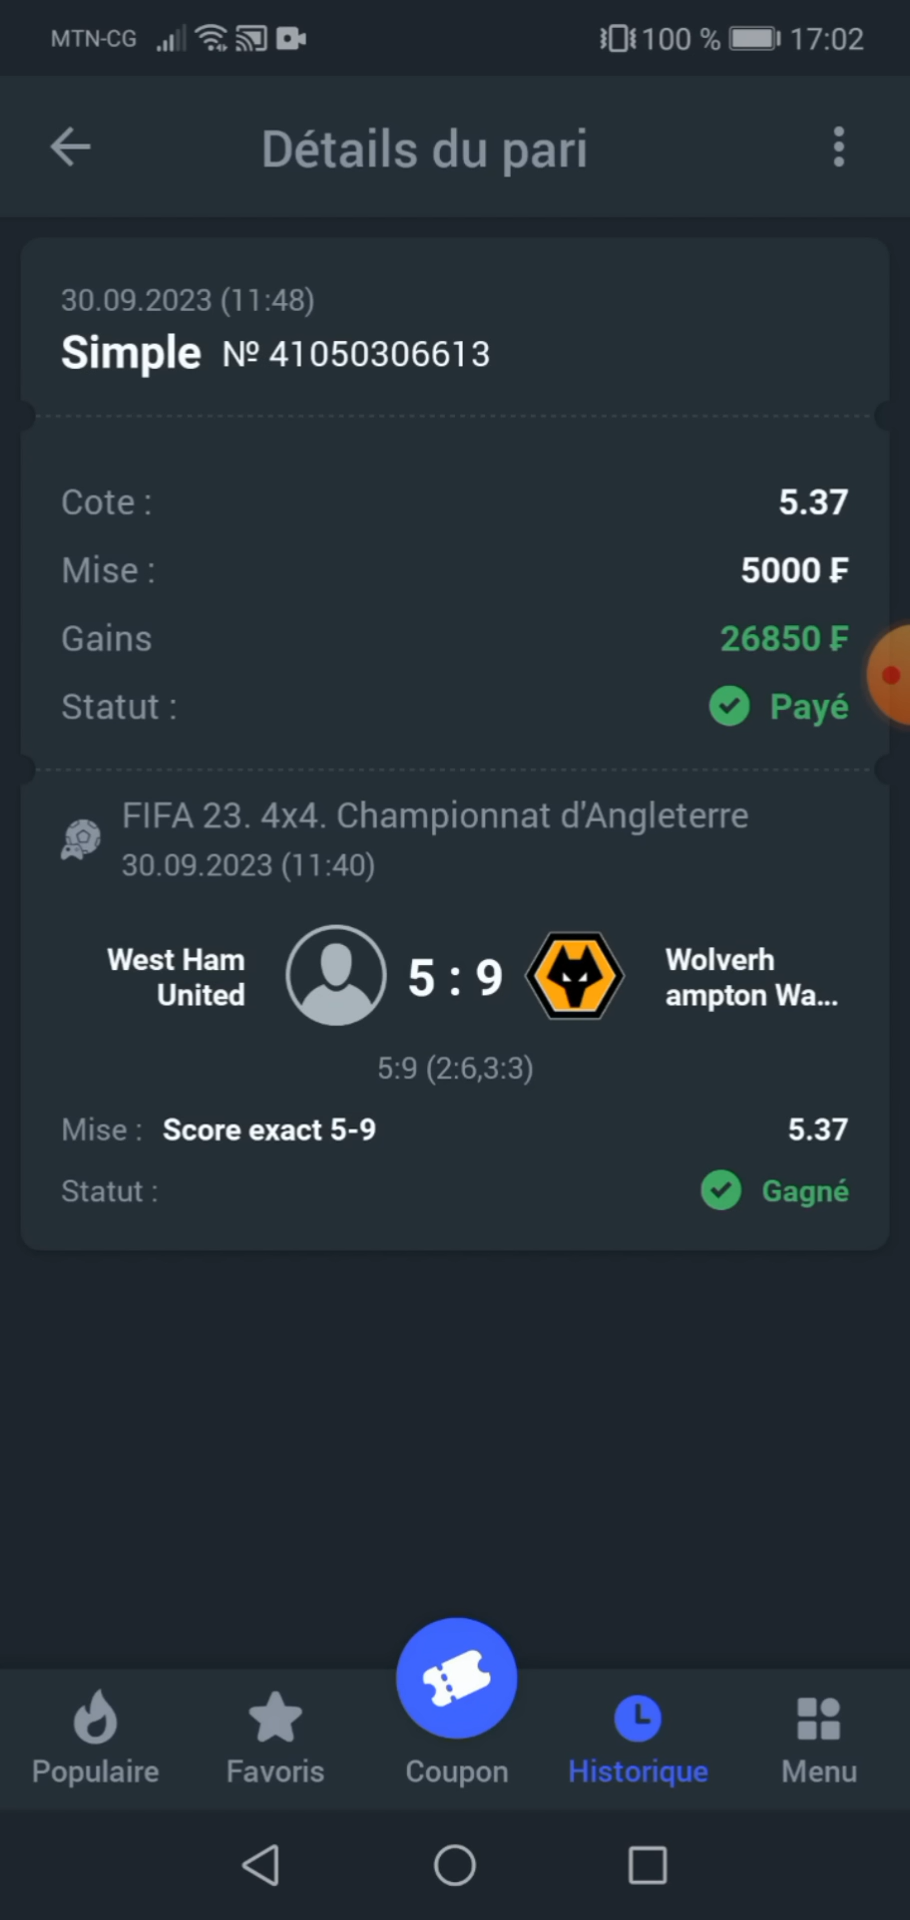 MTN-CG 100 % 17:02
Détails du pari
30.09.2023 (11:48)
Simple № 41050306613
Cote : 5.37
Mise : 5000 ₣
Gains 26850 ₣
Statut : Payé
FIFA 23. 4x4. Championnat d'Angleterre
30.09.2023 (11:40)
West Ham United 5 : 9 Wolverh ampton Wa...
5:9 (2:6,3:3)
Mise : Score exact 5-9 5.37
Statut : Gagné
Populaire Favoris Coupon Historique Menu